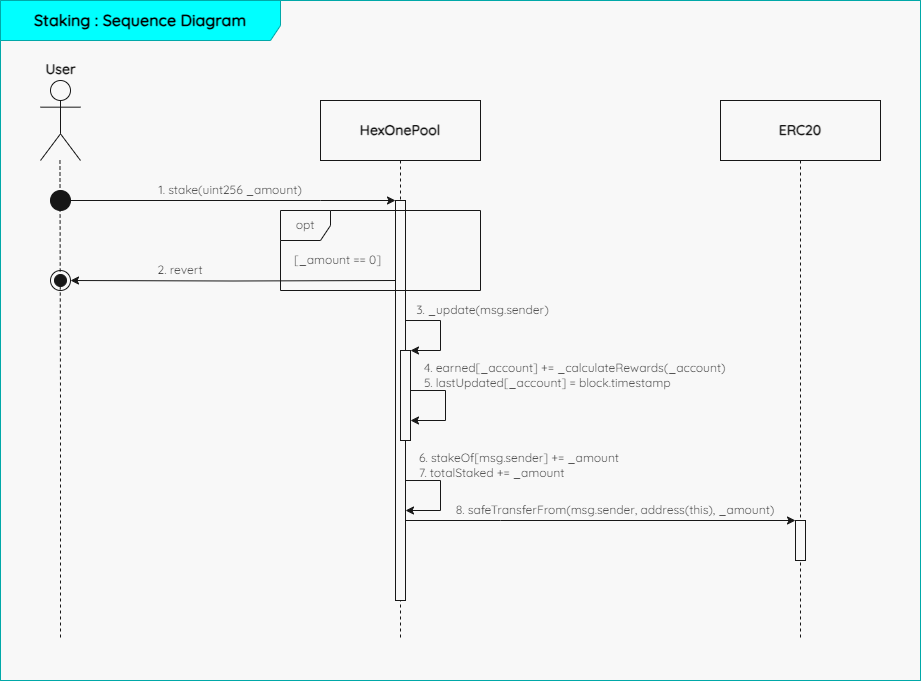 Staking : Sequence Diagram
User
HexOnePool
ERC20
1. stake(uint256 _amount)
opt
[_amount == 0]
2. revert
3. _update(msg.sender)
4. earned[_account] += _calculateRewards(_account)
5. lastUpdated[_account] = block.timestamp
6. stakeOf[msg.sender] += _amount
7. totalStaked += _amount
8. safeTransferFrom(msg.sender, address(this), _amount)